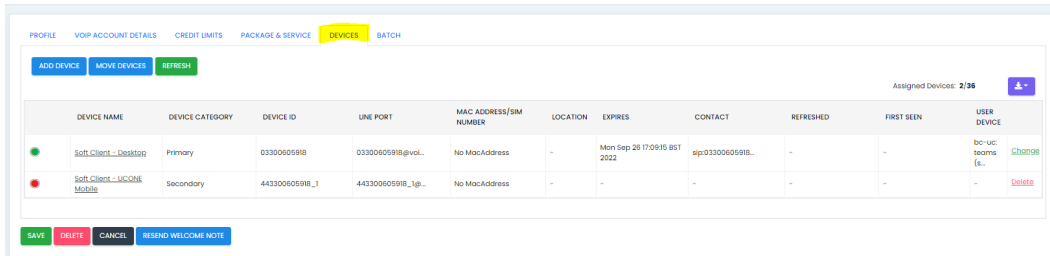 PROFILE VOIP ACCOUNT DETAILS CREDIT LIMITS PACKAGE & SERVICE DEVICES BATCH
ADD DEVICE MOVE DEVICES REFRESH
Assigned Devices: 2/36
DEVICE NAME DEVICE CATEGORY DEVICE ID LINE PORT MAC ADDRESS/SIM NUMBER LOCATION EXPIRES CONTACT REFRESHED FIRST SEEN USER DEVICE
Soft Client - Desktop Primary 03300605918 03300605918@voi... No MacAddress - Mon Sep 26 17:09:15 BST 2022 sip:03300605918... - - bc-uc: teams (s... Change
Soft Client - UCONE Mobile Secondary 443300605918_1 443300605918_1@... No MacAddress - - - - - - Delete
SAVE DELETE CANCEL RESEND WELCOME NOTE